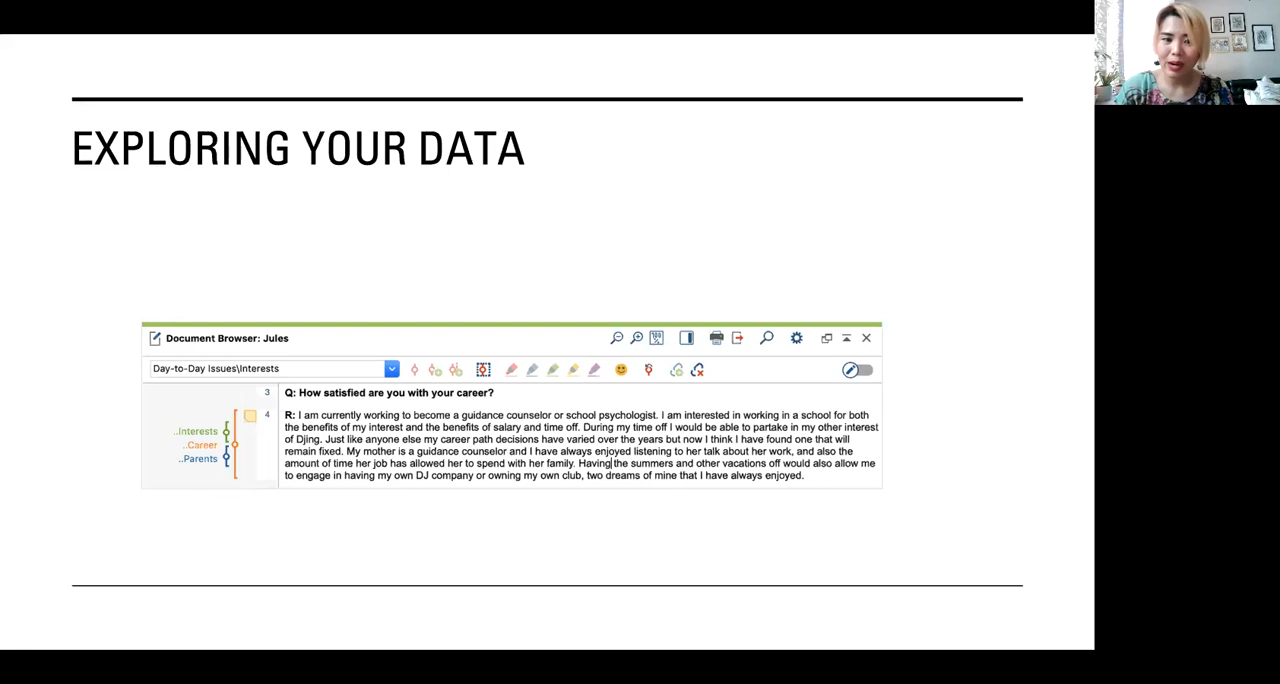 EXPLORING YOUR DATA
Document Browser: Jules
Day-to-Day Issues\Interests
3
Q: How satisfied are you with your career?
4
R: I am currently working to become a guidance counselor or school psychologist. I am interested in working in a school for both
the benefits of my interest and the benefits of salary and time off. During my time off I would be able to partake in my other interest
of Djing. Just like anyone else my career path decisions have varied over the years but now I think I have found one that will
remain fixed. My mother is a guidance counselor and I have always enjoyed listening to her talk about her work, and also the
amount of time her job has allowed her to spend with her family. Having the summers and other vacations off would also allow me
to engage in having my own DJ company or owning my own club, two dreams of mine that I have always enjoyed.
..Interests
..Career
..Parents